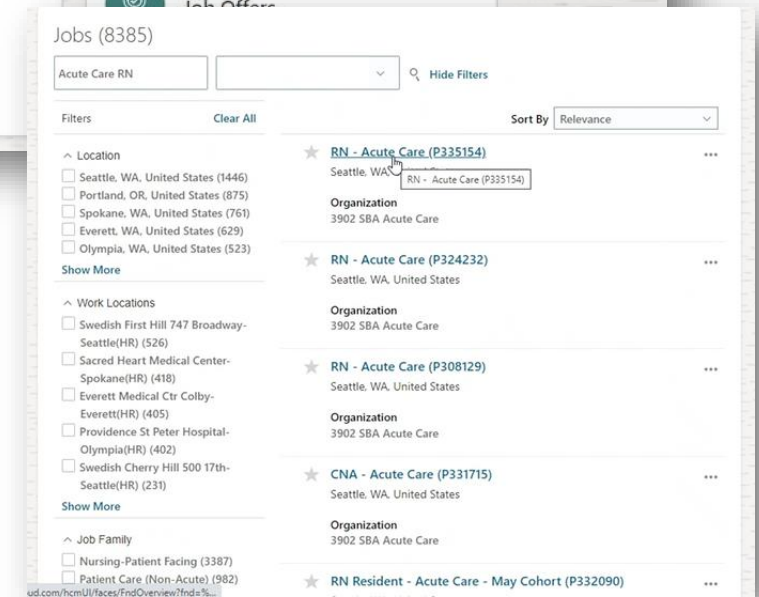 Job Offers
Jobs (8385)
Acute Care RN
Hide Filters
Filters
Clear All
Sort By Relevance
Location
Seattle, WA, United States (1446)
Portland, OR, United States (875)
Spokane, WA, United States (761)
Everett, WA, United States (629)
Olympia, WA, United States (523)
Show More
Work Locations
Swedish First Hill 747 Broadway-
Seattle(HR) (526)
Sacred Heart Medical Center-
Spokane(HR) (418)
Everett Medical Ctr Colby-
Everett(HR) (405)
Providence St Peter Hospital-
Olympia(HR) (402)
Swedish Cherry Hill 500 17th-
Seattle(HR) (231)
Show More
Job Family
Nursing-Patient Facing (3387)
Patient Care (Non-Acute) (982)
ud.com/hcmUI/faces/FndOverview?fnd=%...
RN - Acute Care (P335154)
Seattle, WA,
RN - Acute Care (P335154)
Organization
3902 SBA Acute Care
RN - Acute Care (P324232)
Seattle, WA, United States
Organization
3902 SBA Acute Care
RN - Acute Care (P308129)
Seattle, WA, United States
Organization
3902 SBA Acute Care
CNA - Acute Care (P331715)
Seattle, WA, United States
Organization
3902 SBA Acute Care
RN Resident - Acute Care - May Cohort (P332090)